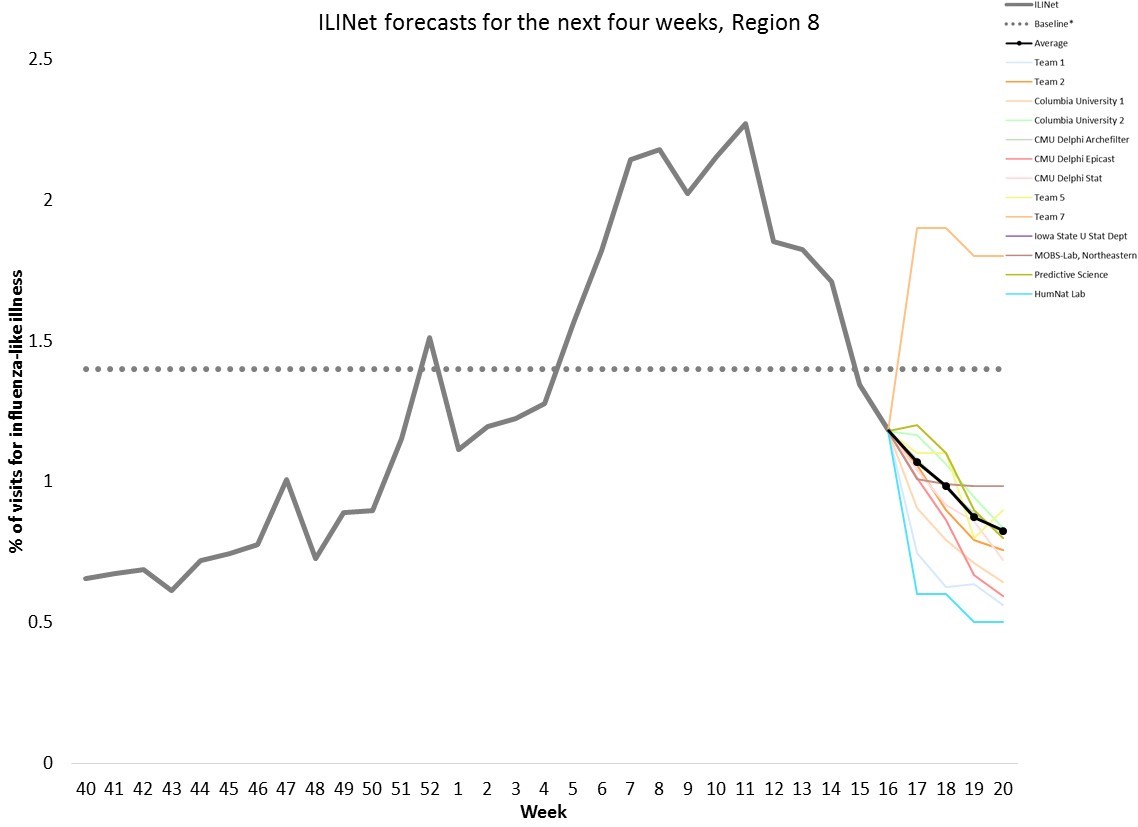 ILINet forecasts for the next four weeks, Region 8
ILINet
Baseline*
Average
Team 1
Team 2
Columbia University 1
Columbia University 2
CMU Delphi Archefilter
CMU Delphi Epicast
CMU Delphi Stat
Team 5
Team 7
Iowa State U Stat Dept
MOBS-Lab, Northeastern
Predictive Science
HumNat Lab
% of visits for influenza-like illness
2.5
2
1.5
1
0.5
0
40 41 42 43 44 45 46 47 48 49 50 51 52 1 2 3 4 5 6 7 8 9 10 11 12 13 14 15 16 17 18 19 20
Week